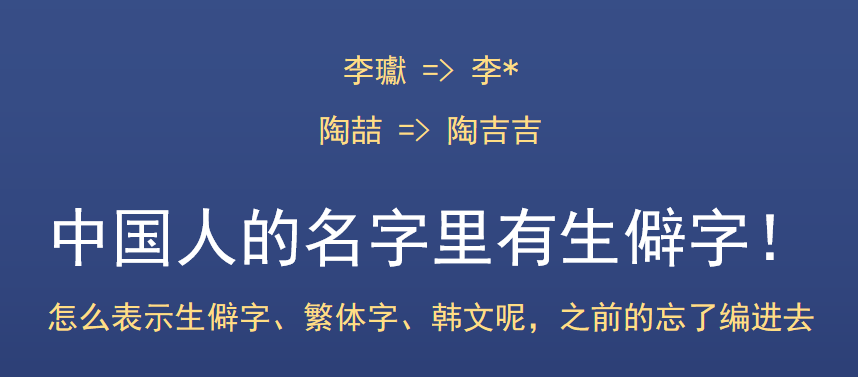 李瓛 => 李*
陶喆 => 陶吉吉
中国人的名字里有生僻字！
怎么表示生僻字、繁体字、韩文呢，之前的忘了编进去